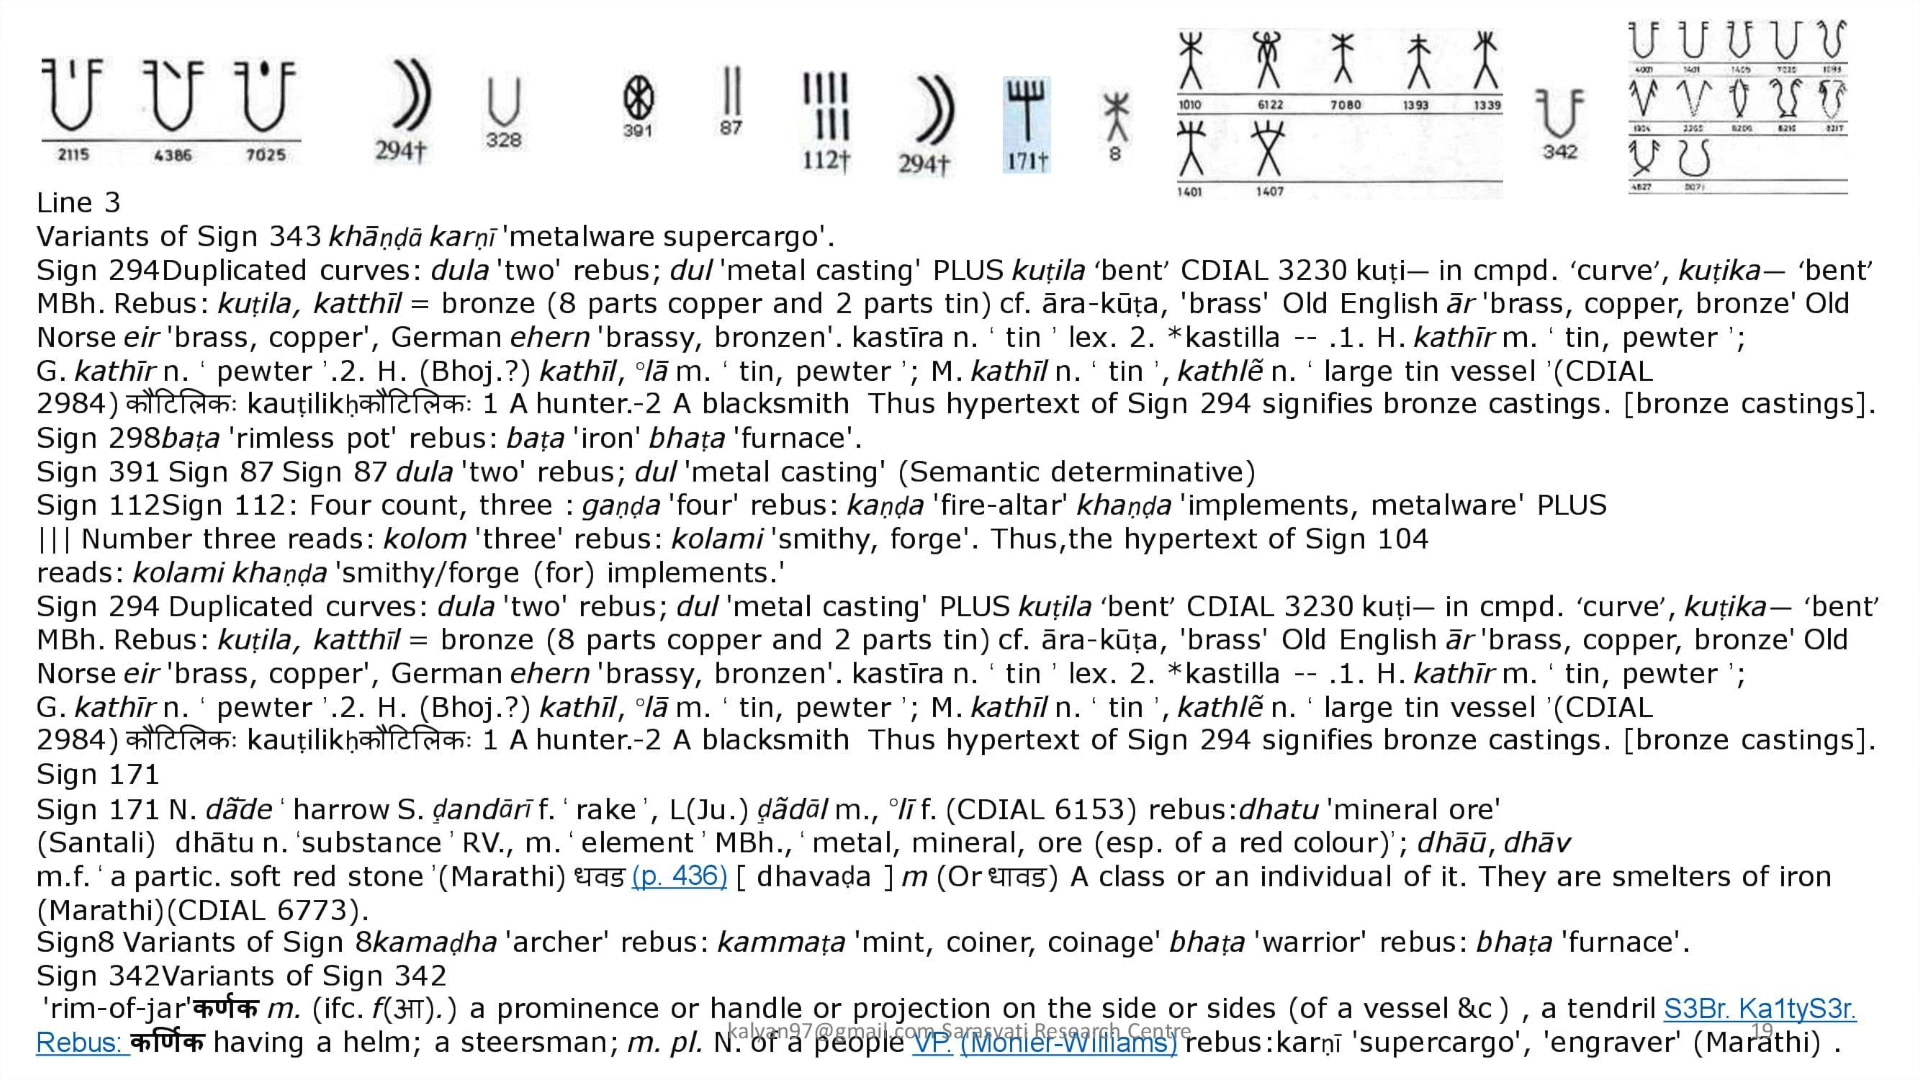 2115 4386 7025 294† 328 391 87 112† 294† 171† 8 1010 6122 7080 1393 1339 342
1401 1407
Line 3
Variants of Sign 343 khāṇḍā karṇī 'metalware supercargo'.
Sign 294Duplicated curves: dula 'two' rebus; dul 'metal casting' PLUS kuṭila ‘bent’ CDIAL 3230 kuṭi— in cmpd. ‘curve’, kuṭika— ‘bent’
MBh. Rebus: kuṭila, katthīl = bronze (8 parts copper and 2 parts tin) cf. āra-kūṭa, 'brass' Old English ār 'brass, copper, bronze' Old
Norse eir 'brass, copper', German ehern 'brassy, bronzen'. kastīra n. ʻ tin ʼ lex. 2. *kastilla -- .1. H. kathīr m. ʻ tin, pewter ʼ;
G. kathīr n. ʻ pewter ʼ.2. H. (Bhoj.?) kathīl, °lā m. ʻ tin, pewter ʼ; M. kathīl n. ʻ tin ʼ, kathlẽ n. ʻ large tin vessel ʼ(CDIAL
2984) कौटिलिकः kauṭilikḥकौटिलिकः 1 A hunter.-2 A blacksmith Thus hypertext of Sign 294 signifies bronze castings. [bronze castings].
Sign 298baṭa 'rimless pot' rebus: baṭa 'iron' bhaṭa 'furnace'.
Sign 391 Sign 87 Sign 87 dula 'two' rebus; dul 'metal casting' (Semantic determinative)
Sign 112Sign 112: Four count, three : gaṇḍa 'four' rebus: kaṇḍa 'fire-altar' khaṇḍa 'implements, metalware' PLUS
||| Number three reads: kolom 'three' rebus: kolami 'smithy, forge'. Thus,the hypertext of Sign 104
reads: kolami khaṇḍa 'smithy/forge (for) implements.'
Sign 294 Duplicated curves: dula 'two' rebus; dul 'metal casting' PLUS kuṭila ‘bent’ CDIAL 3230 kuṭi— in cmpd. ‘curve’, kuṭika— ‘bent’
MBh. Rebus: kuṭila, katthīl = bronze (8 parts copper and 2 parts tin) cf. āra-kūṭa, 'brass' Old English ār 'brass, copper, bronze' Old
Norse eir 'brass, copper', German ehern 'brassy, bronzen'. kastīra n. ʻ tin ʼ lex. 2. *kastilla -- .1. H. kathīr m. ʻ tin, pewter ʼ;
G. kathīr n. ʻ pewter ʼ.2. H. (Bhoj.?) kathīl, °lā m. ʻ tin, pewter ʼ; M. kathīl n. ʻ tin ʼ, kathlẽ n. ʻ large tin vessel ʼ(CDIAL
2984) कौटिलिकः kauṭilikḥकौटिलिकः 1 A hunter.-2 A blacksmith Thus hypertext of Sign 294 signifies bronze castings. [bronze castings].
Sign 171
Sign 171 N. dā̃de ʻ harrow S. ḍ̠andārī f. ʻ rake ʼ, L(Ju.) ḍ̠ā̃dāl m., °lī f. (CDIAL 6153) rebus:dhatu 'mineral ore'
(Santali) dhātu n. ʻsubstance ʼ RV., m. ʻ element ʼ MBh., ʻ metal, mineral, ore (esp. of a red colour)ʼ; dhāū, dhāv
m.f. ʻ a partic. soft red stone ʼ(Marathi) धवड (p. 436) [ dhavaḍa ] m (Or धावड) A class or an individual of it. They are smelters of iron
(Marathi)(CDIAL 6773).
Sign8 Variants of Sign 8kamaḍha 'archer' rebus: kammaṭa 'mint, coiner, coinage' bhaṭa 'warrior' rebus: bhaṭa 'furnace'.
Sign 342Variants of Sign 342
'rim-of-jar'कर्णक m. (ifc. f(आ).) a prominence or handle or projection on the side or sides (of a vessel &c ) , a tendril S3Br. Ka1tyS3r.
Rebus: कर्णिक having a helm; a steersman; m. pl. N. of a people VP. (Monier-Williams) rebus:karṇī 'supercargo', 'engraver' (Marathi) .
kalyan97@gmail.com Sarasvati Research Centre 19